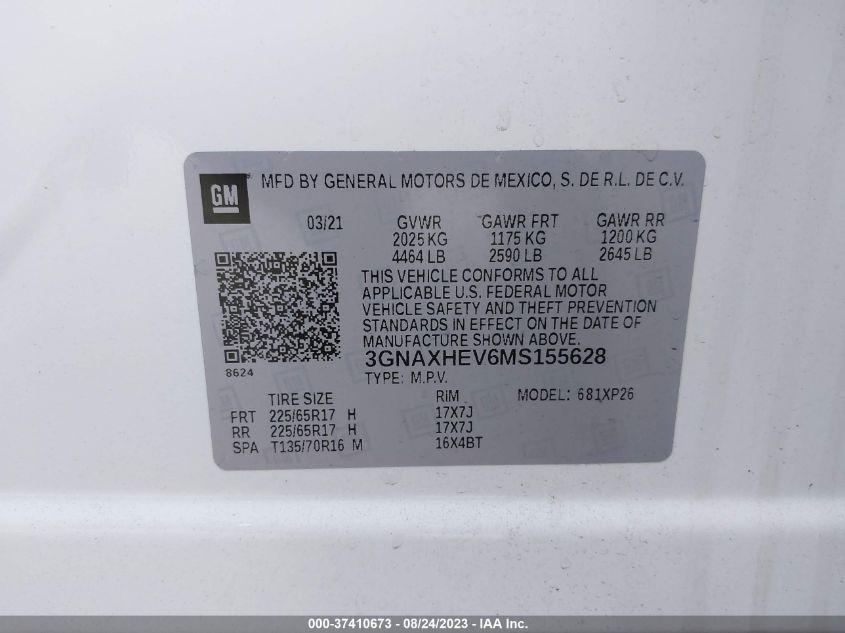 GM
MFD BY GENERAL MOTORS DE MEXICO, S. DE R.L. DE C.V.
03/21 GVWR GAWR FRT GAWR RR
2025 KG 1175 KG 1200 KG
4464 LB 2590 LB 2645 LB
THIS VEHICLE CONFORMS TO ALL
APPLICABLE U.S. FEDERAL MOTOR
VEHICLE SAFETY AND THEFT PREVENTION
STANDARDS IN EFFECT ON THE DATE OF
MANUFACTURE SHOWN ABOVE.
3GNAXHEV6MS155628
8624
TYPE: M.P.V.
TIRE SIZE RIM MODEL: 681XP26
FRT 225/65R17 H 17X7J
RR 225/65R17 H 17X7J
SPA T135/70R16 M 16X4BT
000-37410673 - 08/24/2023 - IAA Inc.